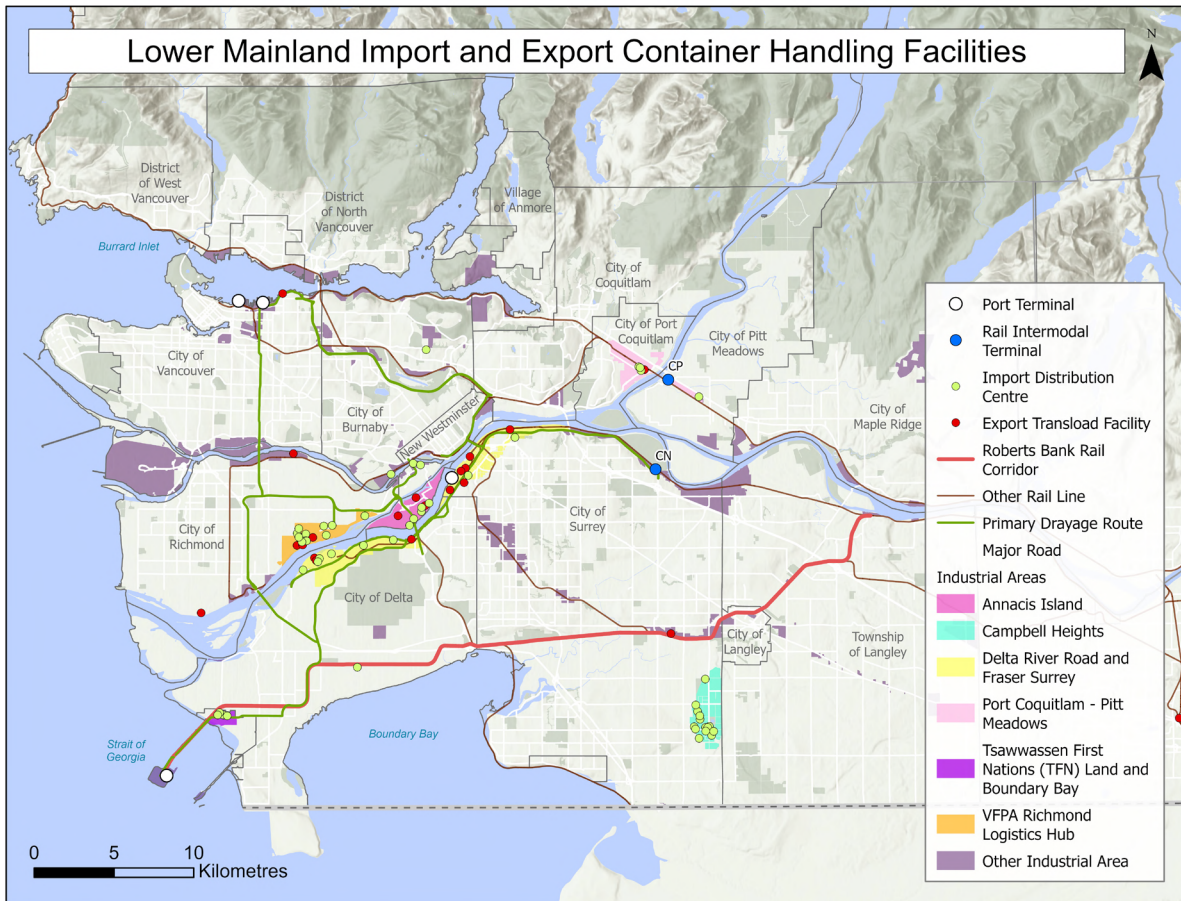 Lower Mainland Import and Export Container Handling Facilities
N
District
of West
Vancouver
District
of North
Vancouver
Village
of Anmore
Burrard Inlet
City of
Coquitlam
City of Port
Coquitlam
City of Pitt
Meadows
CP
City of
Vancouver
City of
Burnaby
New Westminster
City of
Maple Ridge
CN
City of
Richmond
City of
Surrey
City of Delta
City of
Langley
Township
of Langley
Strait of
Georgia
Boundary Bay
Port Terminal
Rail Intermodal
Terminal
Import Distribution
Centre
Export Transload Facility
Roberts Bank Rail
Corridor
Other Rail Line
Primary Drayage Route
Major Road
Industrial Areas
Annacis Island
Campbell Heights
Delta River Road and
Fraser Surrey
Port Coquitlam - Pitt
Meadows
Tsawwassen First
Nations (TFN) Land and
Boundary Bay
VFPA Richmond
Logistics Hub
Other Industrial Area
0 5 10
Kilometres